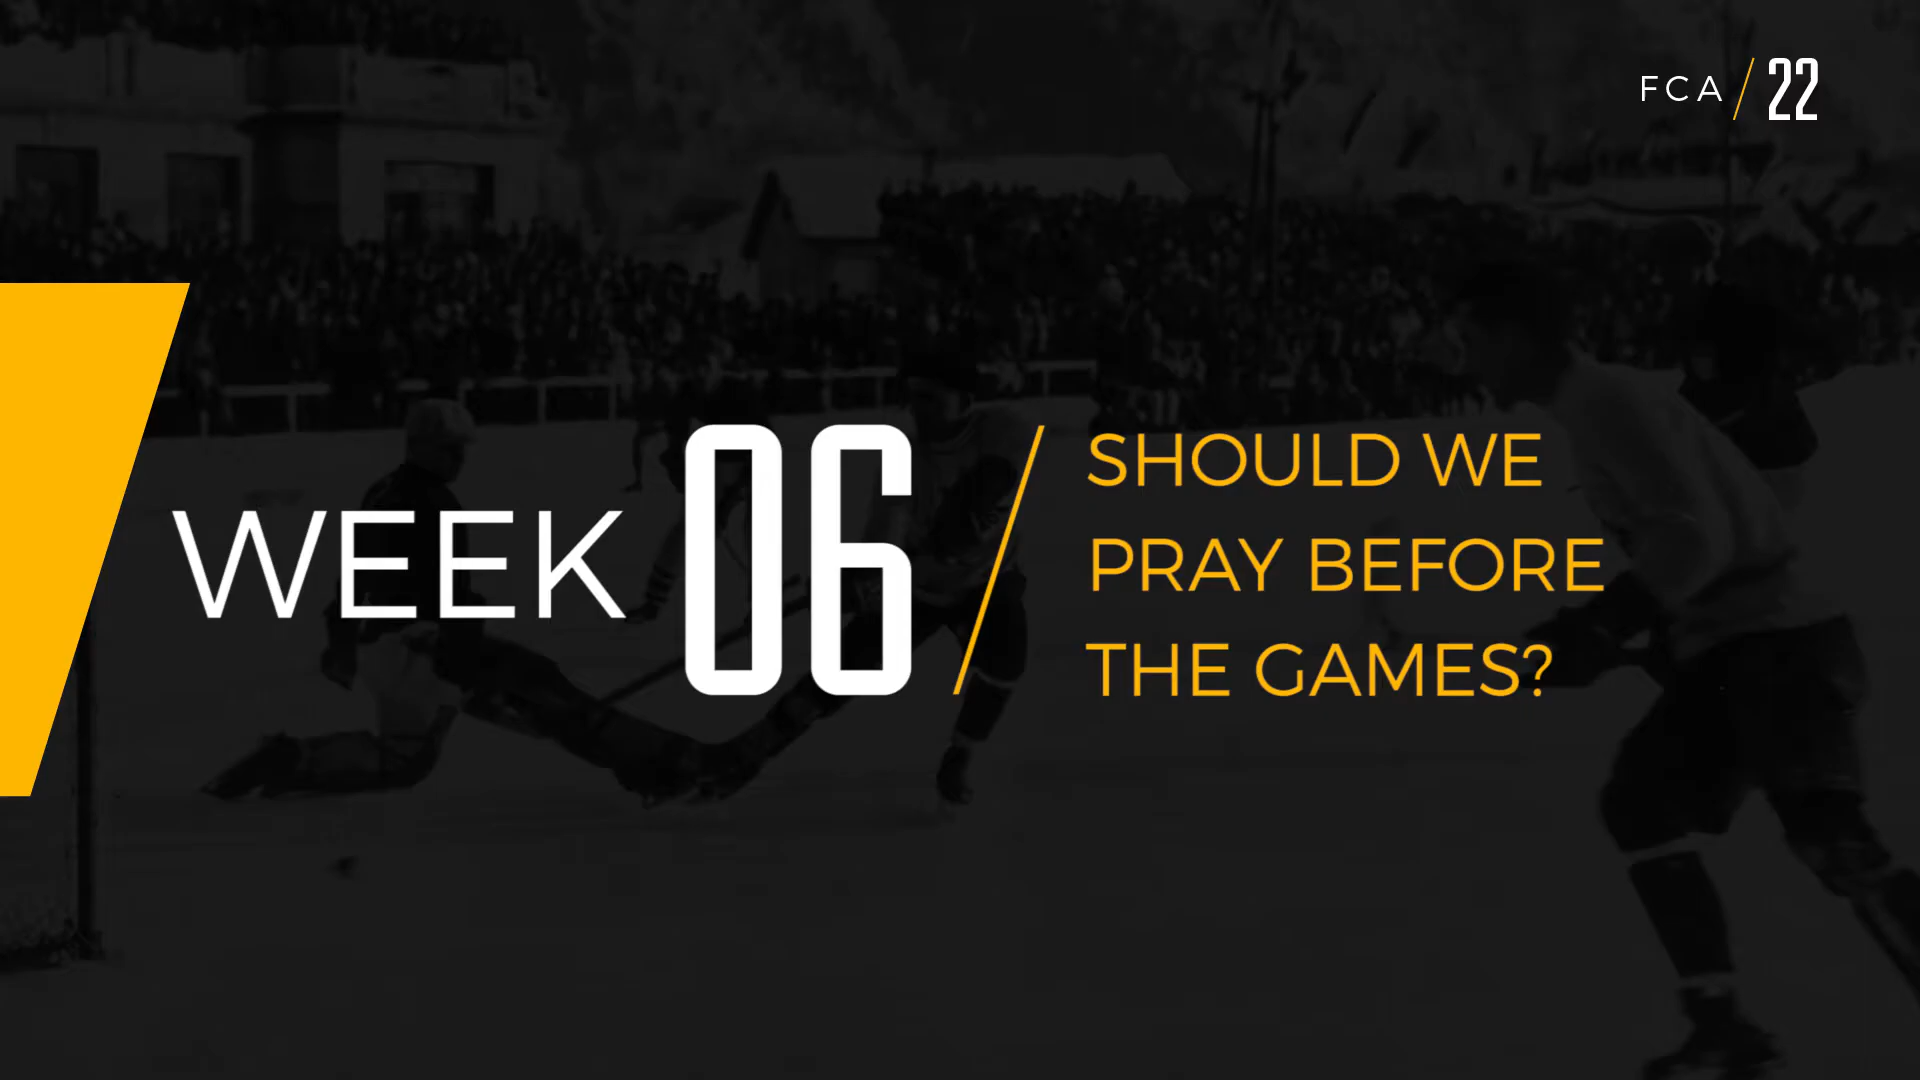 FCA / 22
WEEK 06 /
SHOULD WE
PRAY BEFORE
THE GAMES?